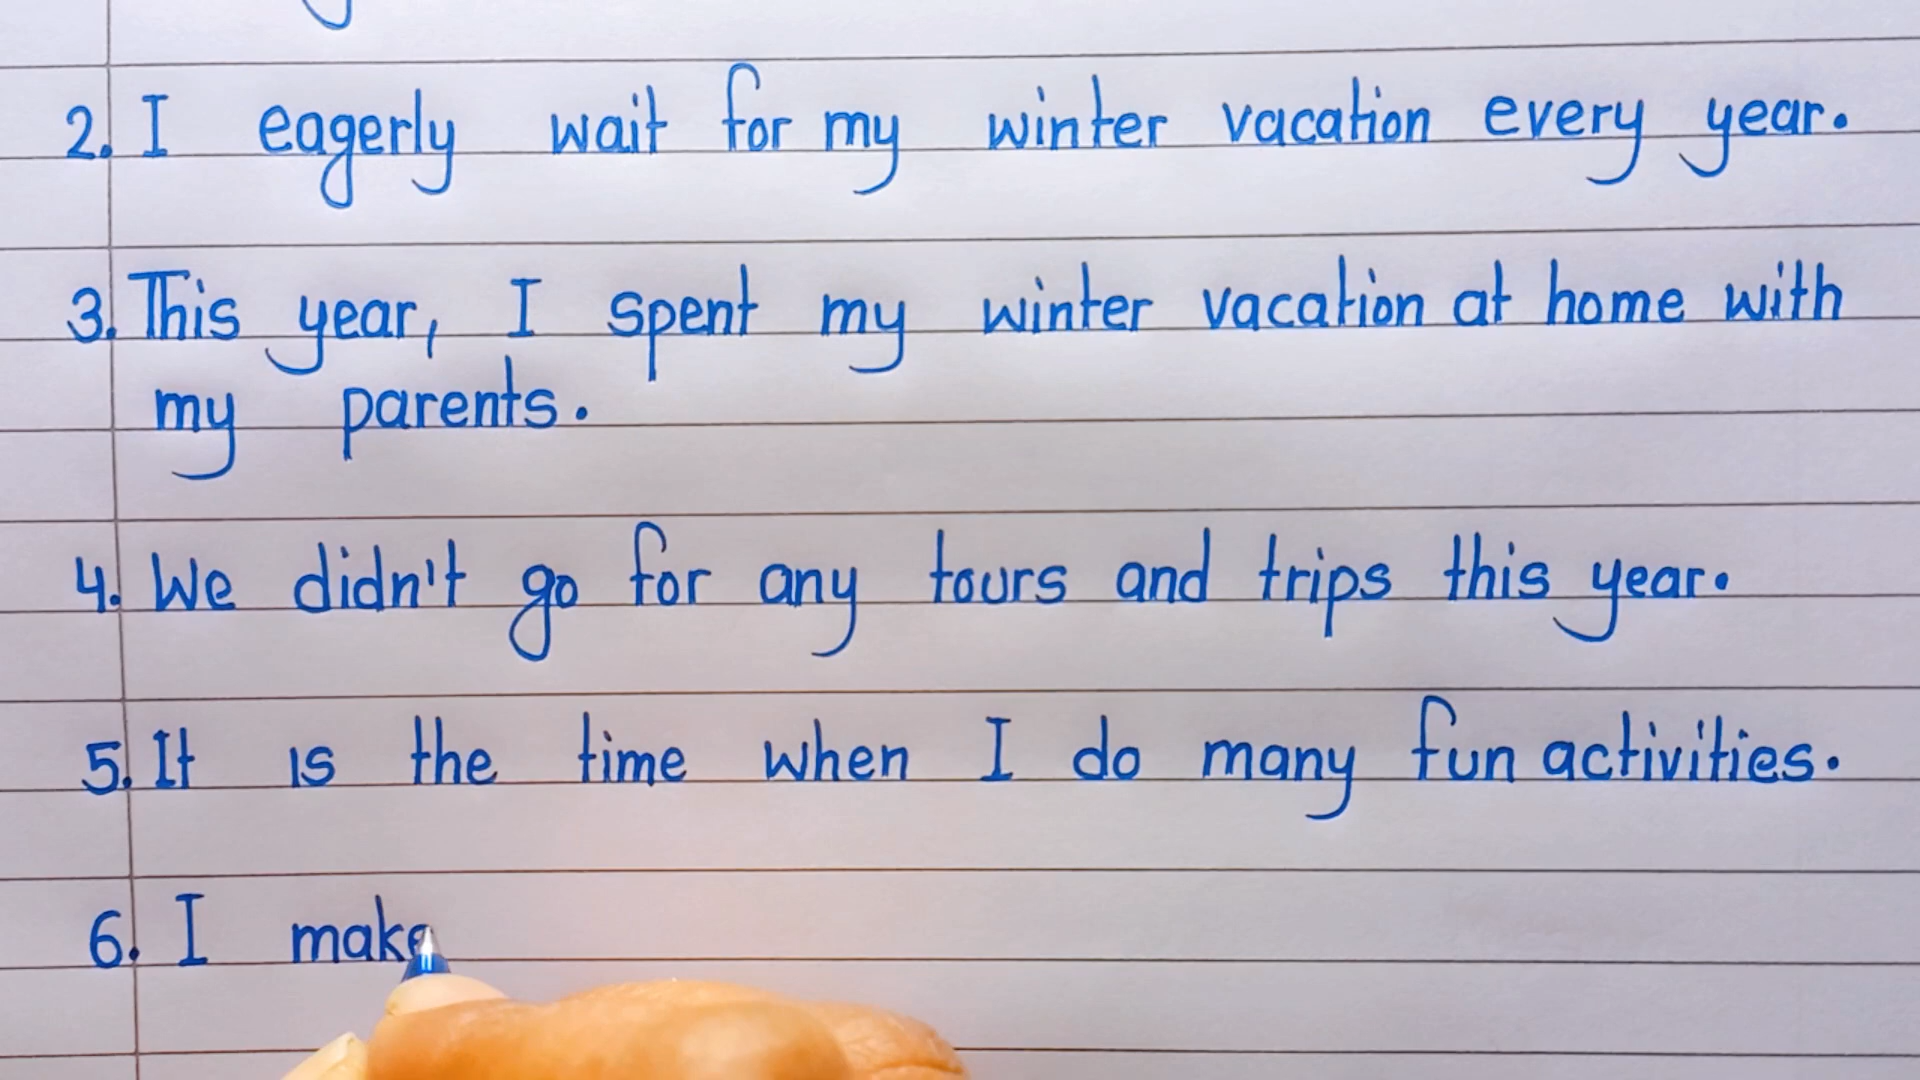 2. I eagerly wait for my winter vacation every year.
3. This year, I spent my winter vacation at home with
my parents.
4. We didn't go for any tours and trips this year.
5. It is the time when I do many fun activities.
6. I make